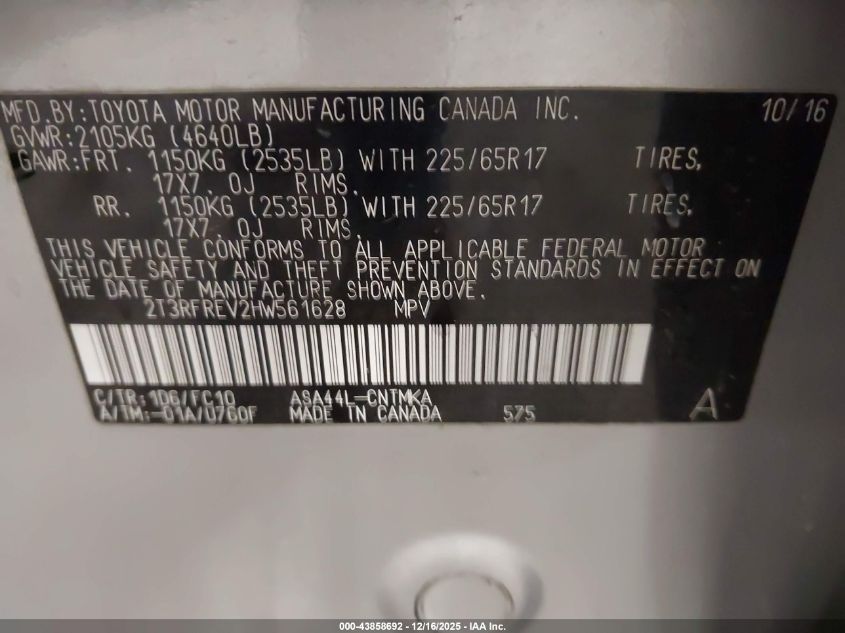 MFD.BY:TOYOTA MOTOR MANUFACTURING CANADA INC. 10/16
GVWR:2105KG (4640LB)
GAWR:FRT. 1150KG (2535LB) WITH 225/65R17 TIRES,
17X7.0J RIMS.
RR. 1150KG (2535LB) WITH 225/65R17 TIRES,
17X7.0J RIMS.
THIS VEHICLE CONFORMS TO ALL APPLICABLE FEDERAL MOTOR
VEHICLE SAFETY AND THEFT PREVENTION STANDARDS IN EFFECT ON
THE DATE OF MANUFACTURE SHOWN ABOVE.
2T3RFREV2HW561628 MPV
C/TR:1D6/FC10 ASA44L-CNTMKA
A/TM:-01A/U760F MADE IN CANADA 575 A
000-43858692 - 12/16/2025 - IAA Inc.